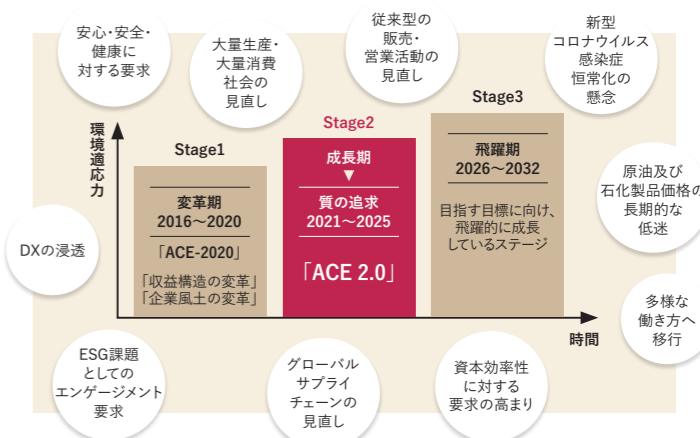 安心・安全・
健康に
対する要求
大量生産・
大量消費
社会の
見直し
従来型の
販売・
営業活動の
見直し
新型
コロナウイルス
感染症
恒常化の
懸念
環境適応力
Stage1
変革期
2016〜2020
「ACE-2020」
「収益構造の変革」
「企業風土の変革」
Stage2
成長期
▼
質の追求
2021〜2025
「ACE 2.0」
Stage3
飛躍期
2026〜2032
目指す目標に向け、
飛躍的に成長
しているステージ
原油及び
石化製品価格の
長期的な
低迷
DXの浸透
時間
多様な
働き方へ
移行
ESG課題
としての
エンゲージメント
要求
グローバル
サプライ
チェーンの
見直し
資本効率性
に対する
要求の高まり